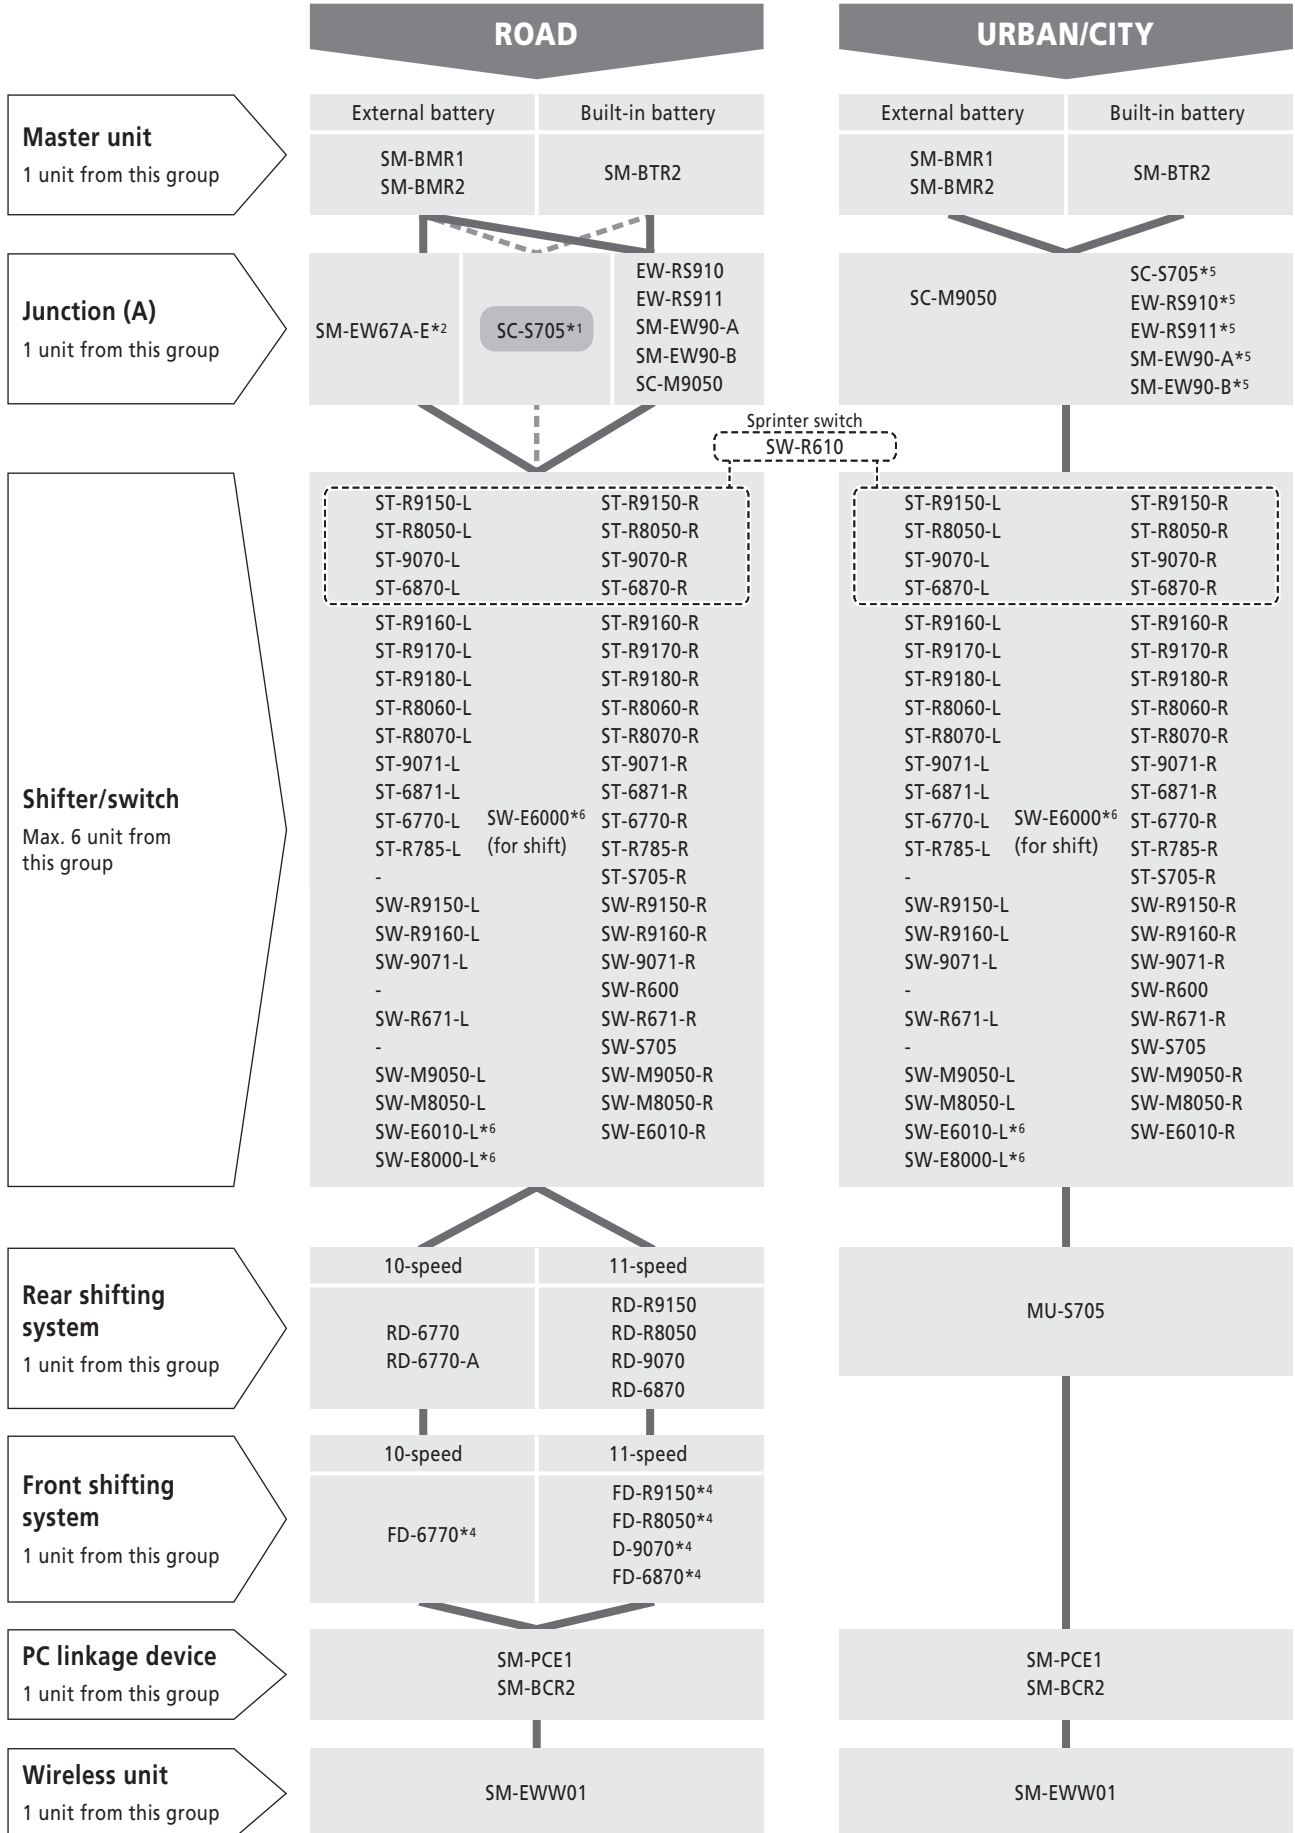 ROAD
URBAN/CITY
Master unit
1 unit from this group
External battery
Built-in battery
SM-BMR1
SM-BMR2
SM-BTR2
External battery
Built-in battery
SM-BMR1
SM-BMR2
SM-BTR2
Junction (A)
1 unit from this group
SM-EW67A-E*2
SC-S705*1
EW-RS910
EW-RS911
SM-EW90-A
SM-EW90-B
SC-M9050
SC-M9050
SC-S705*5
EW-RS910*5
EW-RS911*5
SM-EW90-A*5
SM-EW90-B*5
Sprinter switch
SW-R610
Shifter/switch
Max. 6 unit from
this group
ST-R9150-L
ST-R8050-L
ST-9070-L
ST-6870-L
ST-R9160-L
ST-R9170-L
ST-R9180-L
ST-R8060-L
ST-R8070-L
ST-9071-L
ST-6871-L
ST-6770-L
ST-R785-L
-
SW-R9150-L
SW-R9160-L
SW-9071-L
-
SW-R671-L
-
SW-M9050-L
SW-M8050-L
SW-E6010-L*6
SW-E8000-L*6
SW-E6000*6
(for shift)
ST-R9150-R
ST-R8050-R
ST-9070-R
ST-6870-R
ST-R9160-R
ST-R9170-R
ST-R9180-R
ST-R8060-R
ST-R8070-R
ST-9071-R
ST-6871-R
ST-6770-R
ST-R785-R
ST-S705-R
SW-R9150-R
SW-R9160-R
SW-9071-R
SW-R600
SW-R671-R
SW-S705
SW-M9050-R
SW-M8050-R
SW-E6010-R
ST-R9150-L
ST-R8050-L
ST-9070-L
ST-6870-L
ST-R9160-L
ST-R9170-L
ST-R9180-L
ST-R8060-L
ST-R8070-L
ST-9071-L
ST-6871-L
ST-6770-L
ST-R785-L
-
SW-R9150-L
SW-R9160-L
SW-9071-L
-
SW-R671-L
-
SW-M9050-L
SW-M8050-L
SW-E6010-L*6
SW-E8000-L*6
SW-E6000*6
(for shift)
ST-R9150-R
ST-R8050-R
ST-9070-R
ST-6870-R
ST-R9160-R
ST-R9170-R
ST-R9180-R
ST-R8060-R
ST-R8070-R
ST-9071-R
ST-6871-R
ST-6770-R
ST-R785-R
ST-S705-R
SW-R9150-R
SW-R9160-R
SW-9071-R
SW-R600
SW-R671-R
SW-S705
SW-M9050-R
SW-M8050-R
SW-E6010-R
Rear shifting
system
1 unit from this group
10-speed
11-speed
RD-6770
RD-6770-A
RD-R9150
RD-R8050
RD-9070
RD-6870
MU-S705
Front shifting
system
1 unit from this group
10-speed
11-speed
FD-6770*4
FD-R9150*4
FD-R8050*4
D-9070*4
FD-6870*4
PC linkage device
1 unit from this group
SM-PCE1
SM-BCR2
SM-PCE1
SM-BCR2
Wireless unit
1 unit from this group
SM-EWW01
SM-EWW01